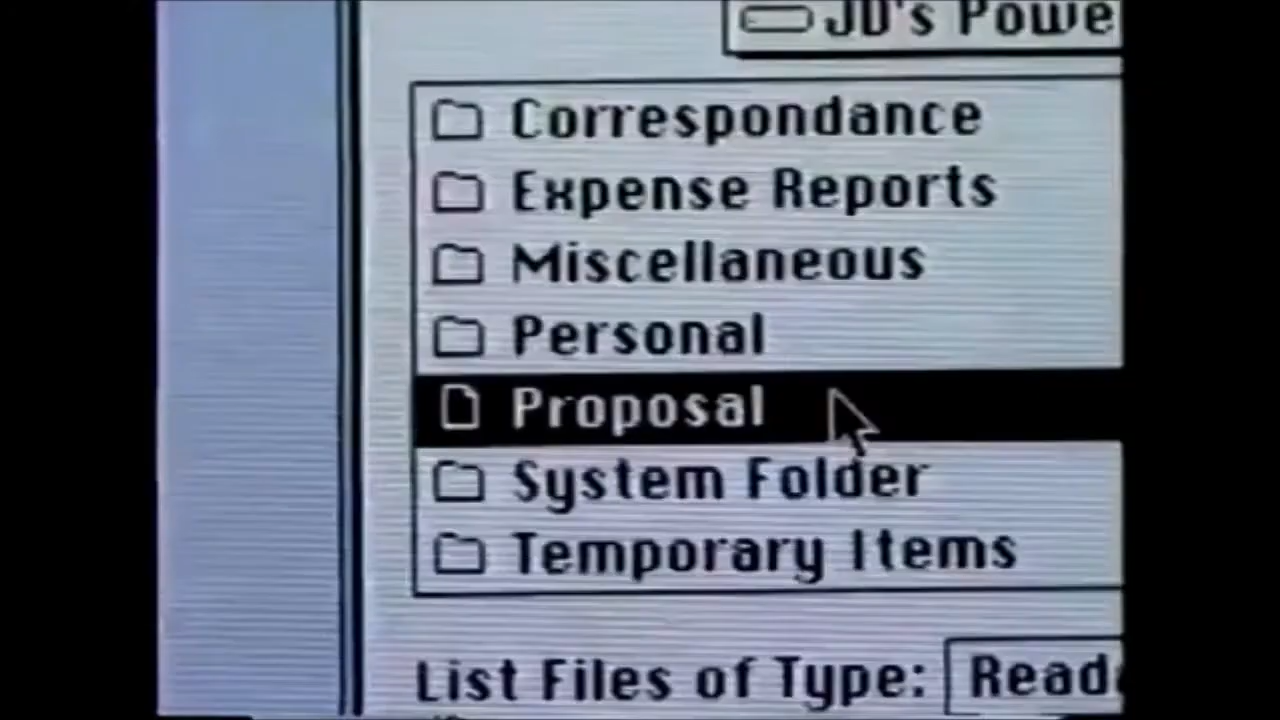 JD's Powe
Correspondance
Expense Reports
Miscellaneous
Personal
Proposal
System Folder
Temporary Items
List Files of Type: Read